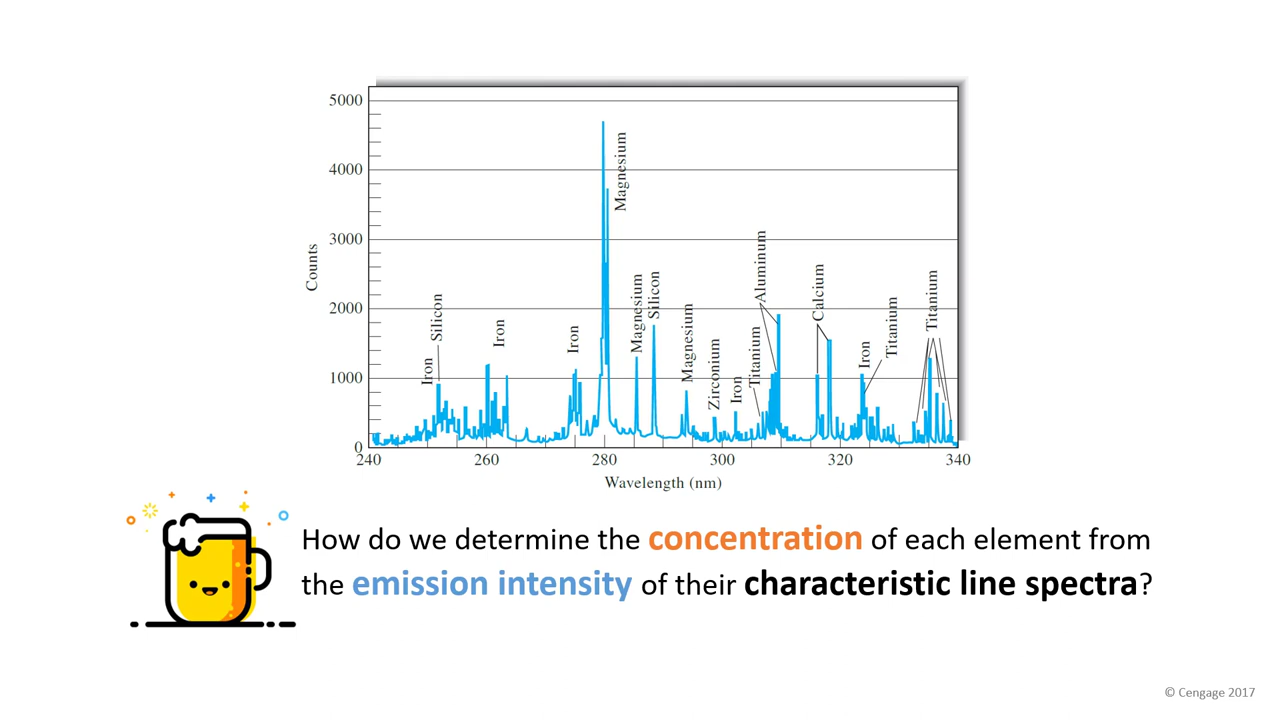 5000
4000
3000
2000
1000
0
Counts
240
260
280
300
320
340
Wavelength (nm)
Iron
Silicon
Iron
Iron
Magnesium
Magnesium
Silicon
Magnesium
Zirconium
Iron
Titanium
Aluminum
Calcium
Iron
Titanium
Titanium
How do we determine the concentration of each element from
the emission intensity of their characteristic line spectra?
© Cengage 2017